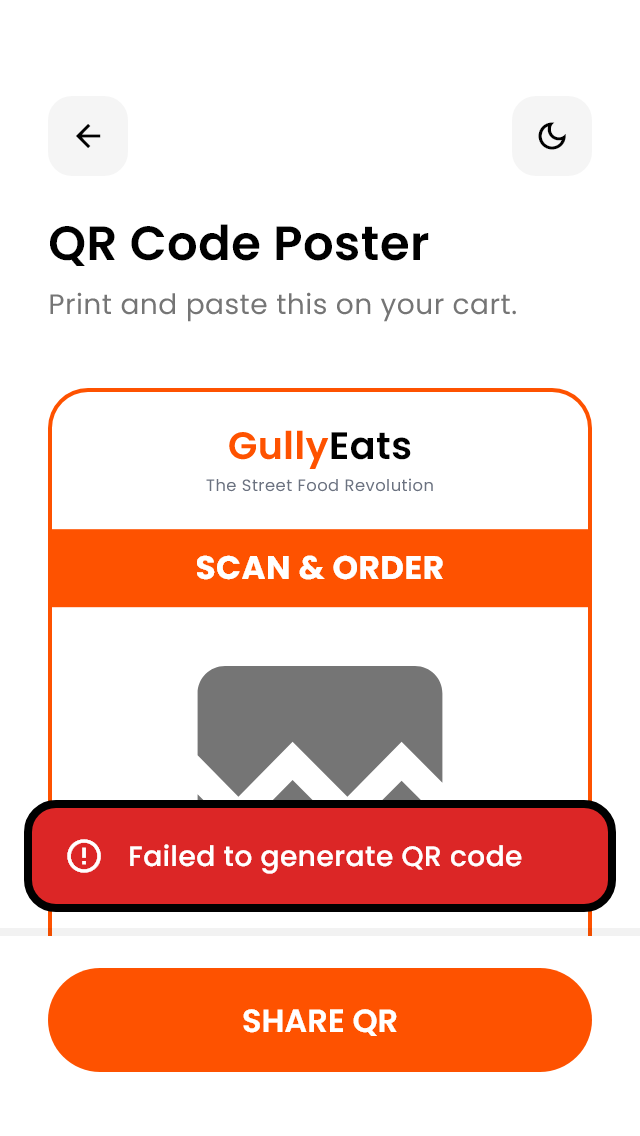 QR Code Poster
Print and paste this on your cart.
GullyEats
The Street Food Revolution
SCAN & ORDER
Failed to generate QR code
SHARE QR